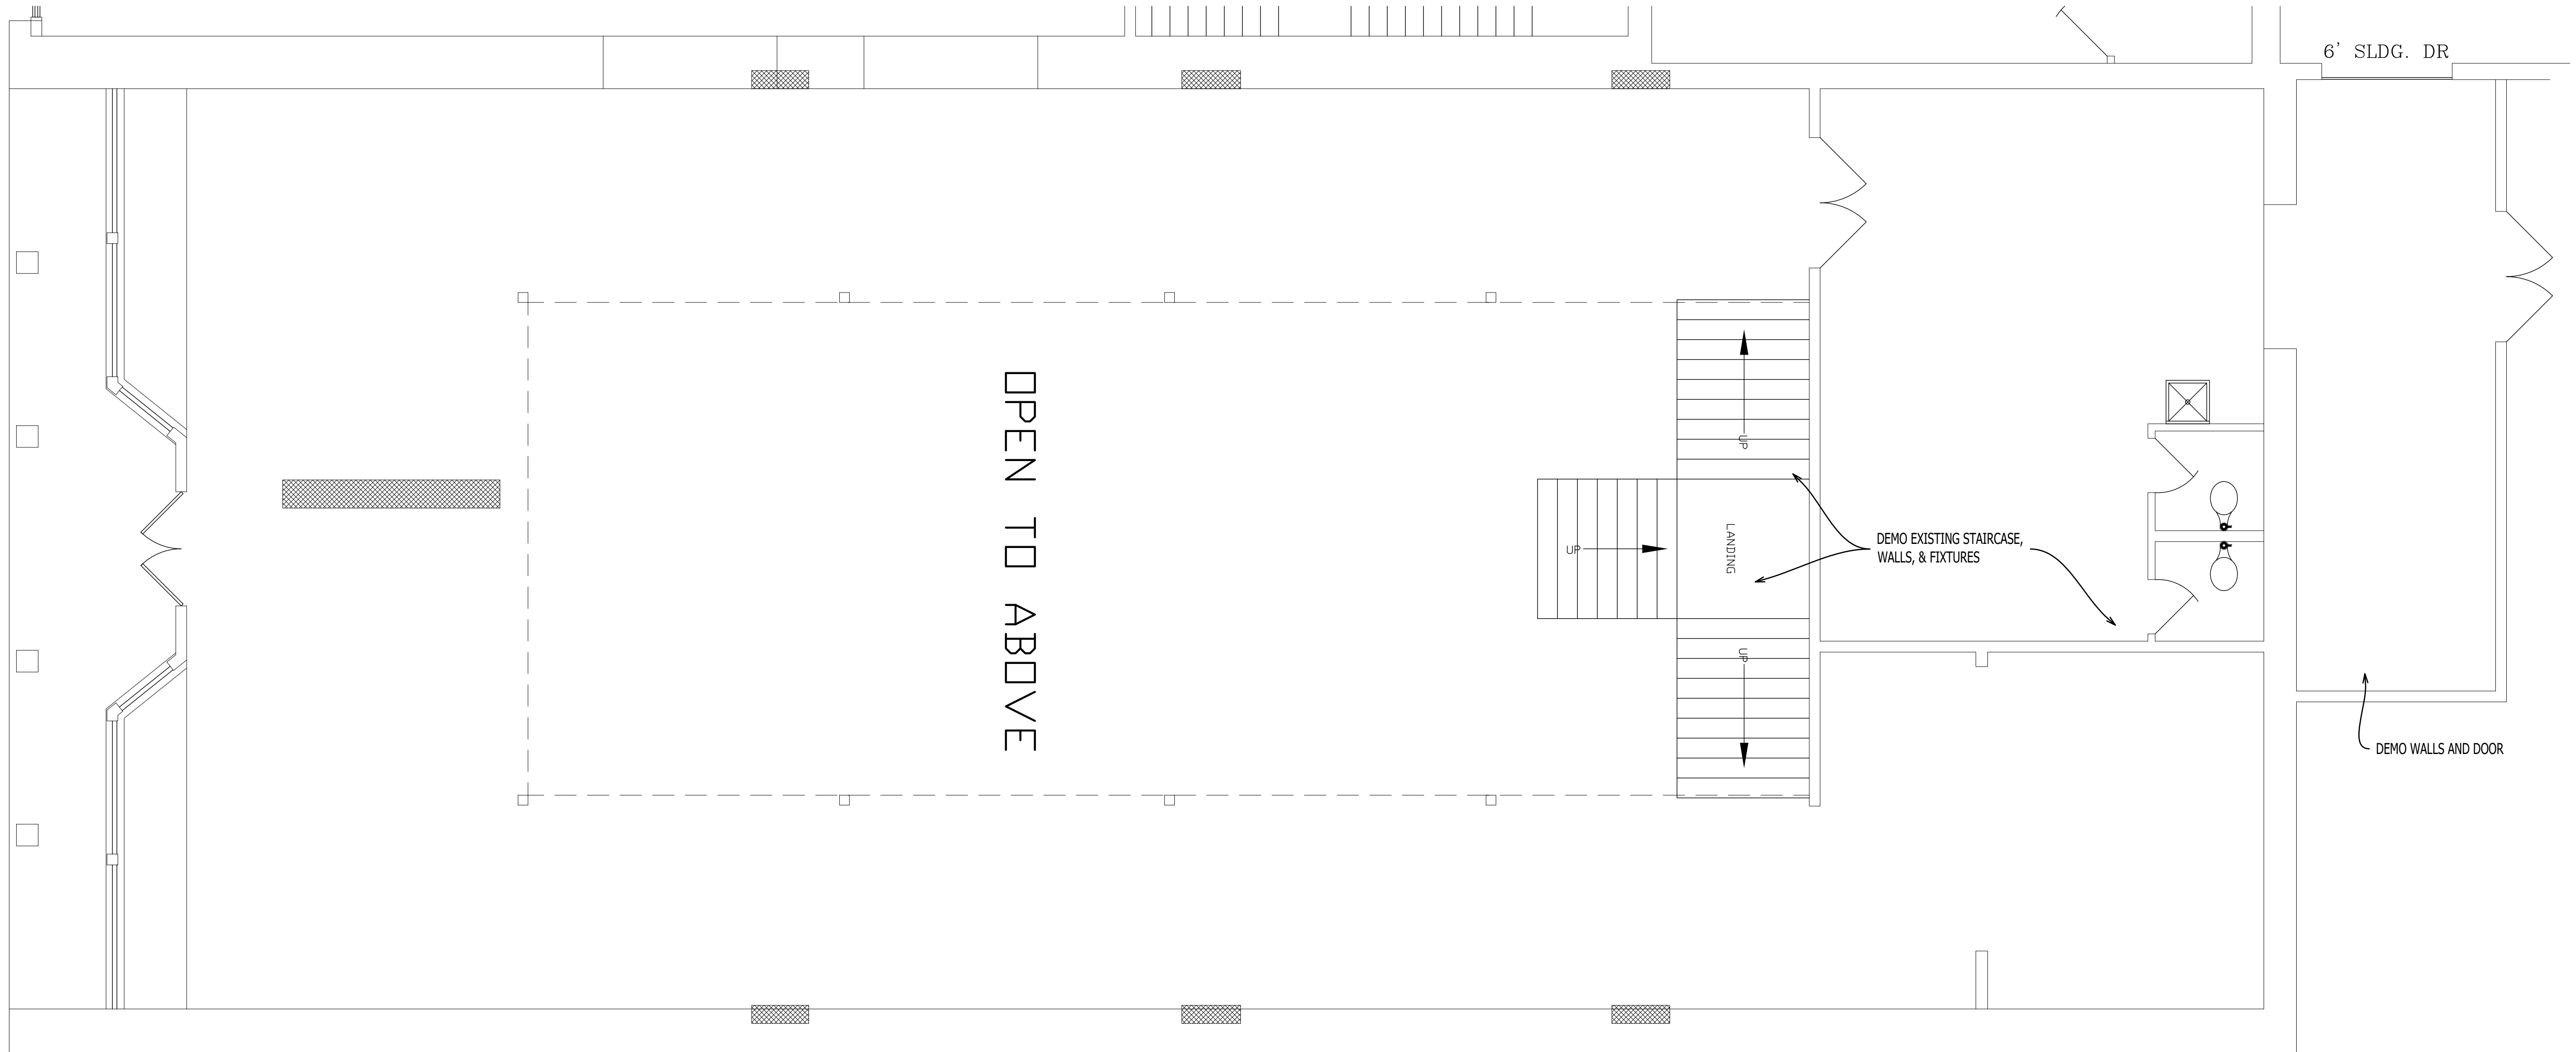 6' SLDG. DR
OPEN TO ABOVE
UP
UP
LANDING
UP
DEMO EXISTING STAIRCASE,
WALLS, & FIXTURES
DEMO WALLS AND DOOR